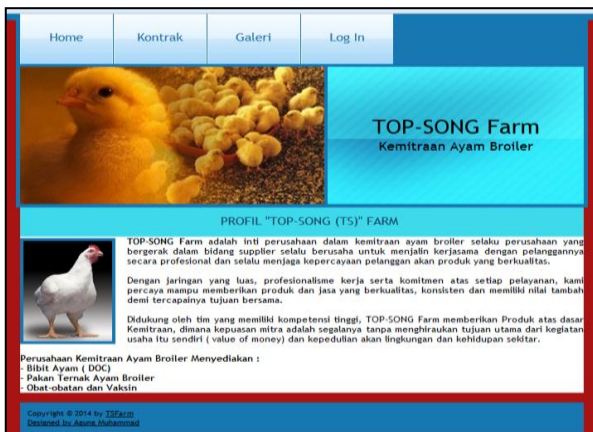 Home Kontrak Galeri Log In
TOP-SONG Farm
Kemitraan Ayam Broiler
PROFIL "TOP-SONG (TS)" FARM
TOP-SONG Farm adalah inti perusahaan dalam kemitraan ayam broiler selaku perusahaan yang
bergerak dalam bidang supplier selalu berusaha untuk menjalin kerjasama dengan pelanggannya
secara profesional dan selalu menjaga kepercayaan pelanggan akan produk yang berkualitas.
Dengan jaringan yang luas, profesionalisme kerja serta komitmen atas setiap pelayanan, kami
percaya mampu memberikan produk dan jasa yang berkualitas, konsisten dan memiliki nilai tambah
demi tercapainya tujuan bersama.
Didukung oleh tim yang memiliki kompetensi tinggi, TOP-SONG Farm memberikan Produk atas dasar
Kemitraan, dimana kepuasan mitra adalah segalanya tanpa menghiraukan tujuan utama dari kegiatan
usaha itu sendiri ( value of money) dan kepedulian akan lingkungan dan kehidupan sekitar.
Perusahaan Kemitraan Ayam Broiler Menyediakan :
- Bibit Ayam ( DOC)
- Pakan Ternak Ayam Broiler
- Obat-obatan dan Vaksin
Copyright © 2014 by TSFarm
Designed by Agung Muhammad